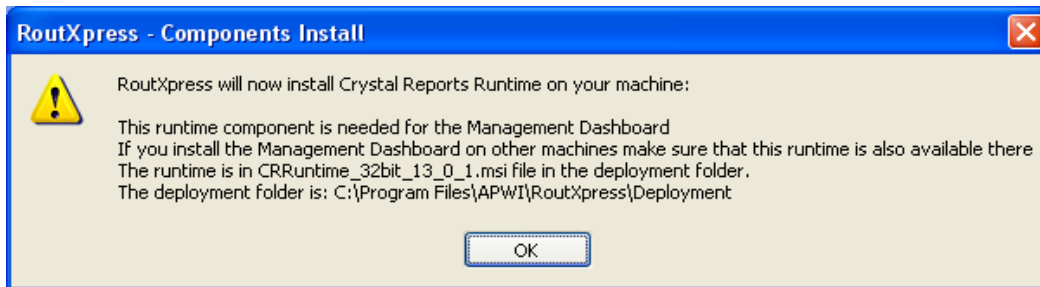 RoutXpress - Components Install
RoutXpress will now install Crystal Reports Runtime on your machine:
This runtime component is needed for the Management Dashboard
If you install the Management Dashboard on other machines make sure that this runtime is also available there
The runtime is in CRRuntime_32bit_13_0_1.msi file in the deployment folder.
The deployment folder is: C:\Program Files\APWI\RoutXpress\Deployment
OK